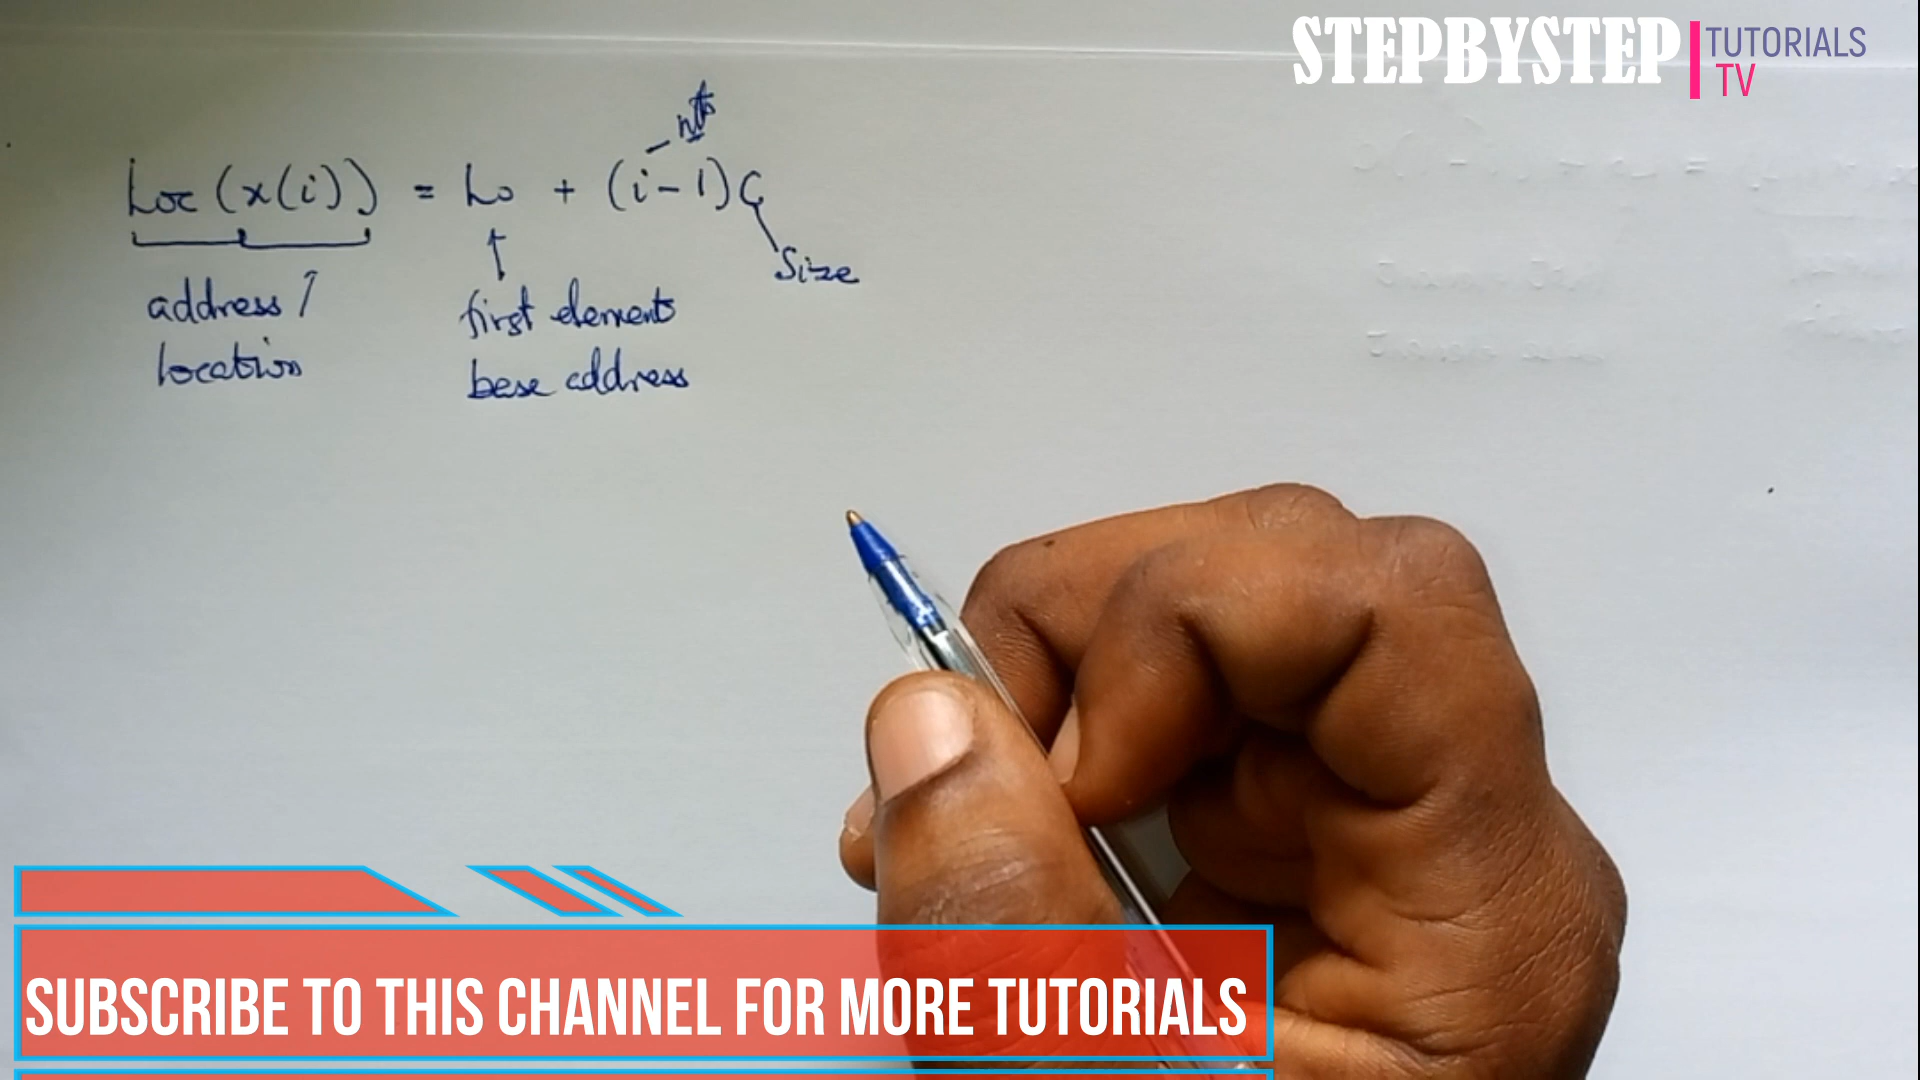 STEPBYSTEP TUTORIALS TV
nth
Loc (x(i)) = Lo + (i-1)C
Size
address / first element
location base address
SUBSCRIBE TO THIS CHANNEL FOR MORE TUTORIALS